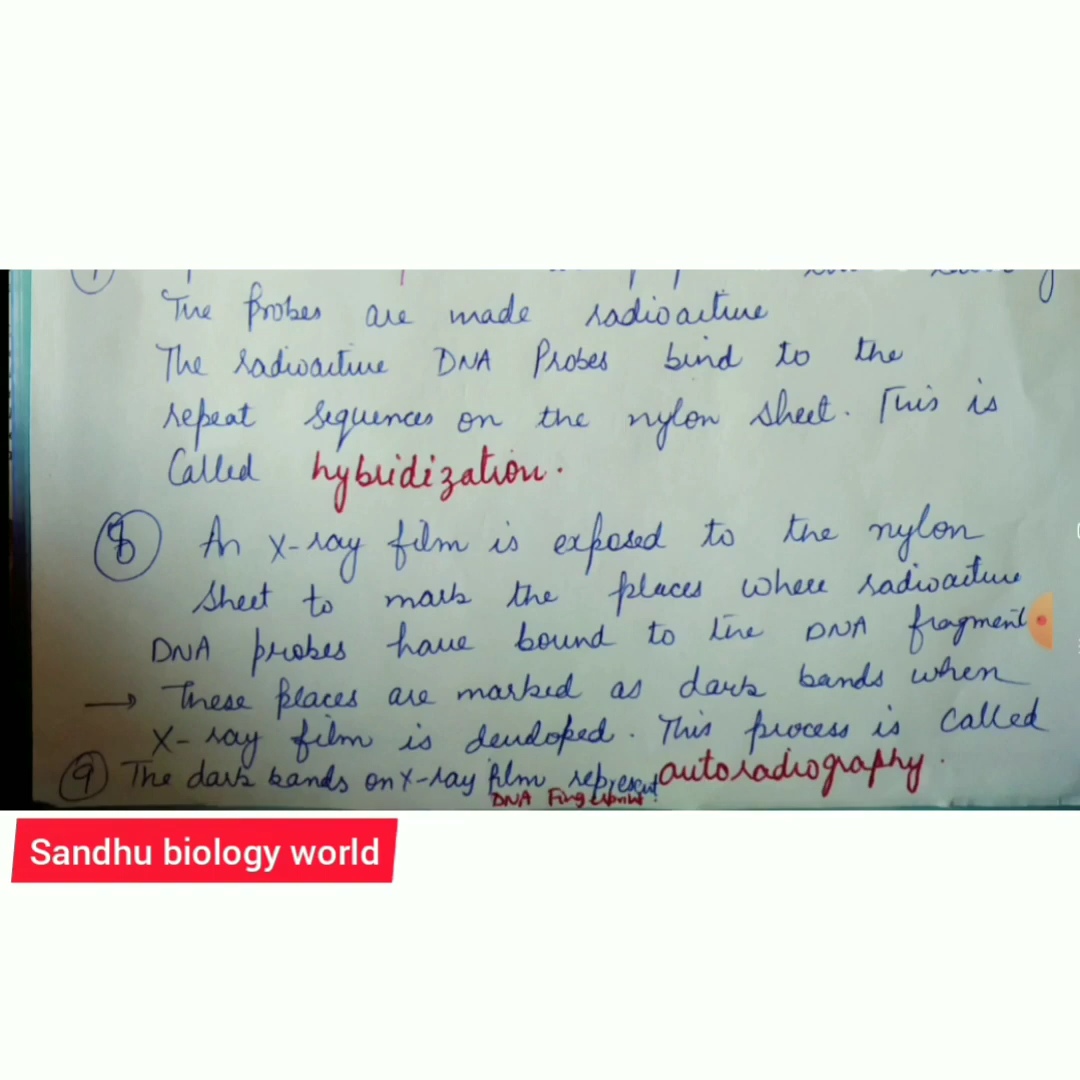 7
The Probes are made radioactive
The radioactive DNA Probes bind to the
repeat sequences on the nylon sheet. This is
Called hybridization.
8 An X-ray film is exposed to the nylon
sheet to mark the places where radioactive
DNA probes have bound to the DNA fragment
→ These places are marked as dark bands when
X-ray film is developed. This process is called
9 The dark bands on X-ray film represent autoradiography.
DNA Fingerprint
Sandhu biology world